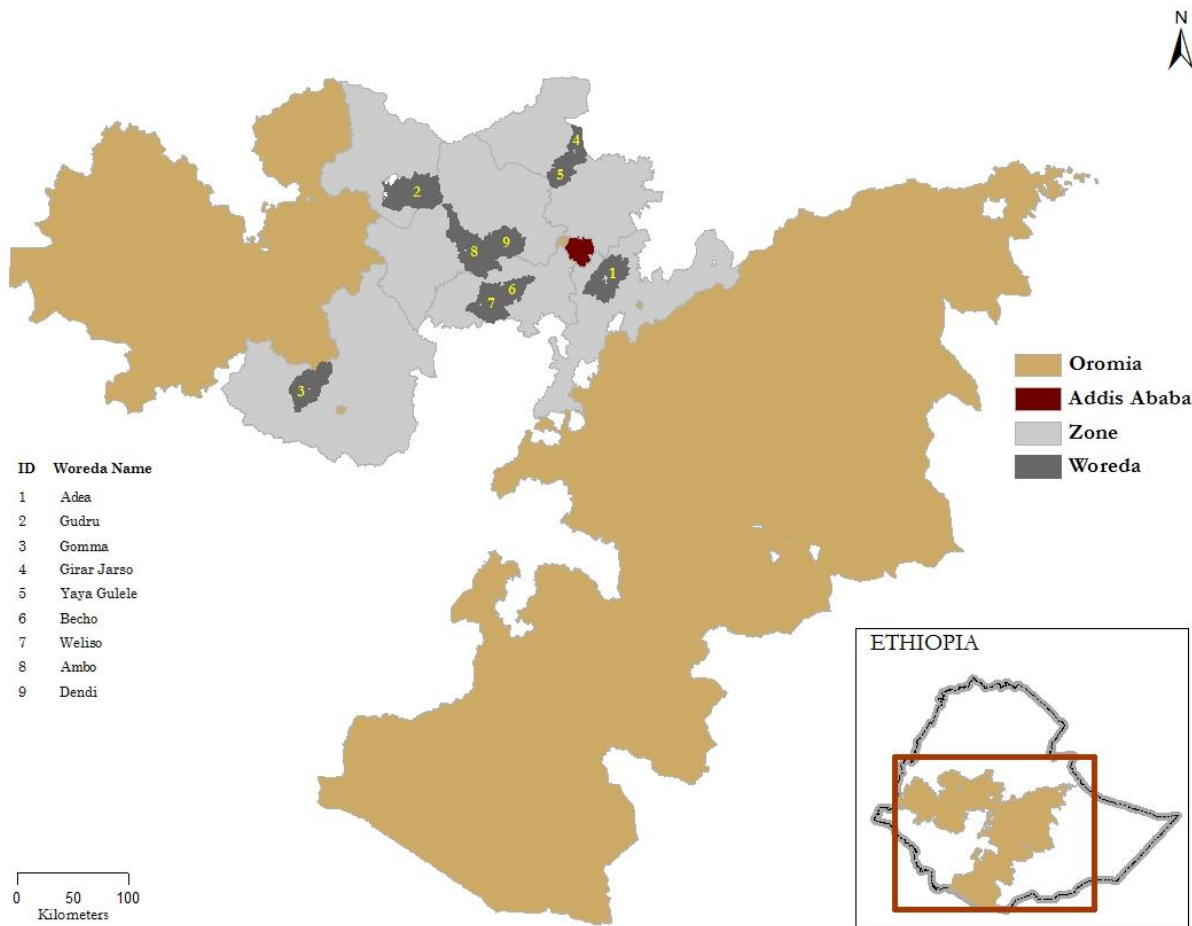 N
4
5
2
9
8
1
6
7
3
Oromia
Addis Ababa
Zone
Woreda
ID Woreda Name
1 Adea
2 Gudru
3 Gomma
4 Girar Jarso
5 Yaya Gulele
6 Becho
7 Weliso
8 Ambo
9 Dendi
ETHIOPIA
0 50 100
Kilometers